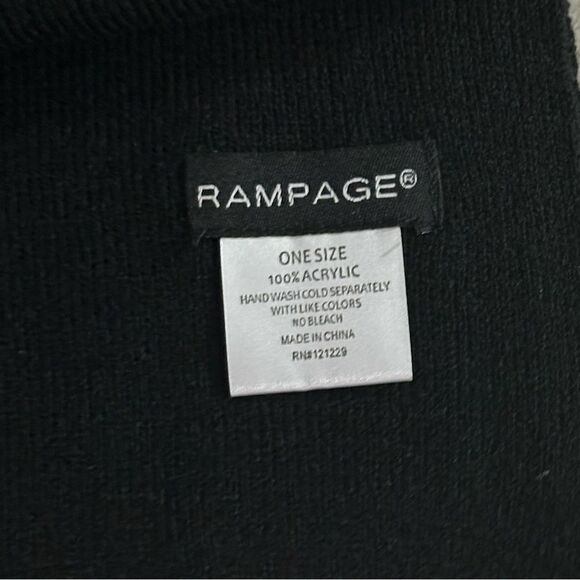 RAMPAGE®
ONE SIZE
100% ACRYLIC
HAND WASH COLD SEPARATELY
WITH LIKE COLORS
NO BLEACH
MADE IN CHINA
RN#121229